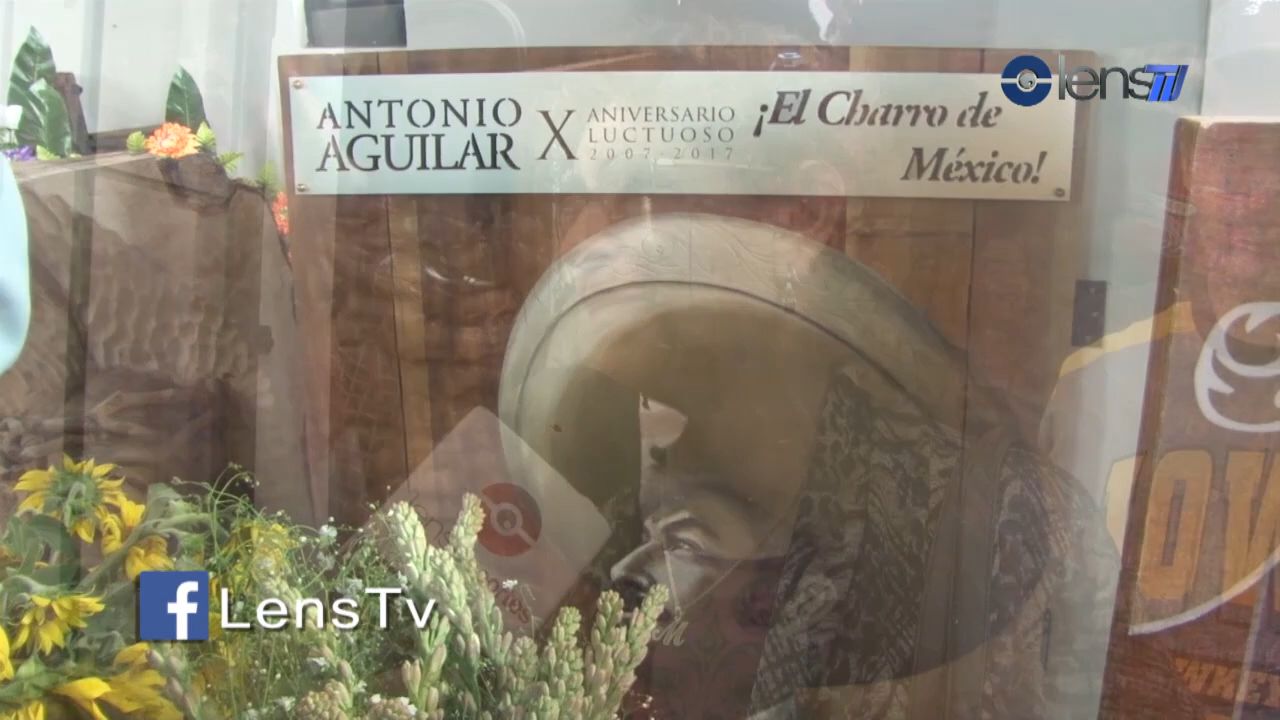 ANTONIO
AGUILAR
X
ANIVERSARIO
LUCTUOSO
2007 2017
¡El Charro de
México!
lensTV
f LensTv
M